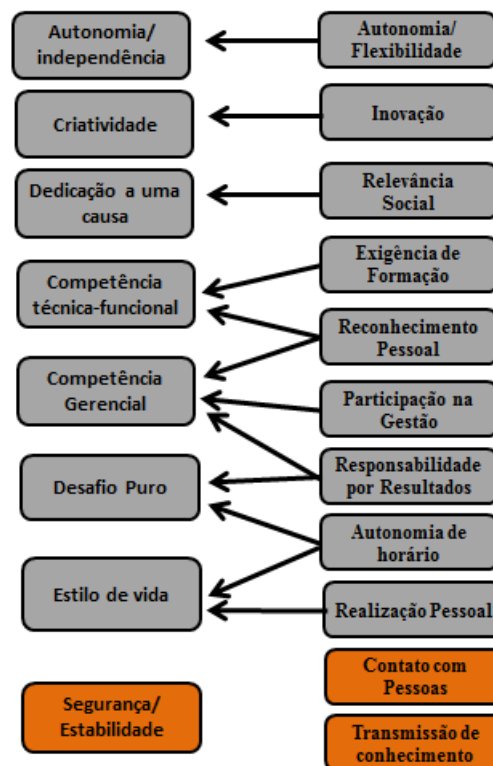 Autonomia/
independência
Autonomia/
Flexibilidade
Criatividade
Inovação
Dedicação a uma
causa
Relevância
Social
Competência
técnica-funcional
Exigência de
Formação
Reconhecimento
Pessoal
Competência
Gerencial
Participação na
Gestão
Desafio Puro
Responsabilidade
por Resultados
Autonomia de
horário
Estilo de vida
Realização Pessoal
Contato com
Pessoas
Segurança/
Estabilidade
Transmissão de
conhecimento